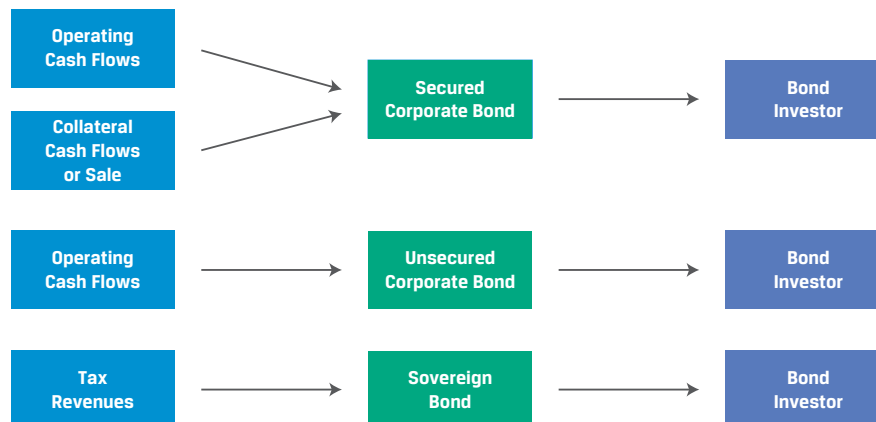 Operating
Cash Flows
Collateral
Cash Flows
or Sale
Secured
Corporate Bond
Bond
Investor
Operating
Cash Flows
Unsecured
Corporate Bond
Bond
Investor
Tax
Revenues
Sovereign
Bond
Bond
Investor